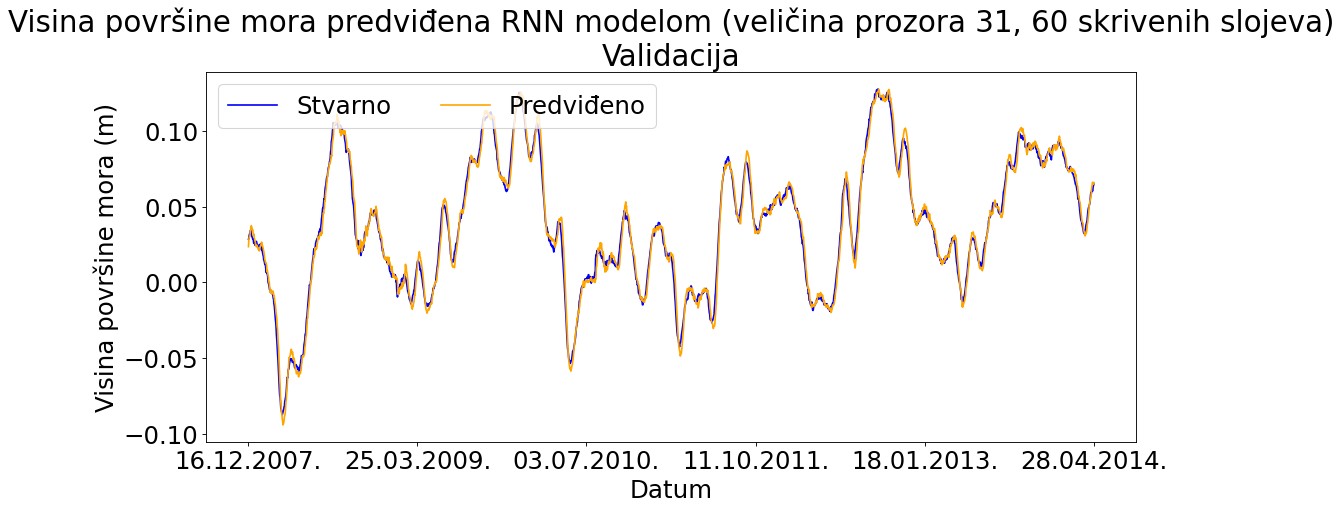 Visina površine mora predviđena RNN modelom (veličina prozora 31, 60 skrivenih slojeva)
Validacija
Stvarno Predviđeno
Visina površine mora (m)
0.10
0.05
0.00
−0.05
−0.10
16.12.2007. 25.03.2009. 03.07.2010. 11.10.2011. 18.01.2013. 28.04.2014.
Datum